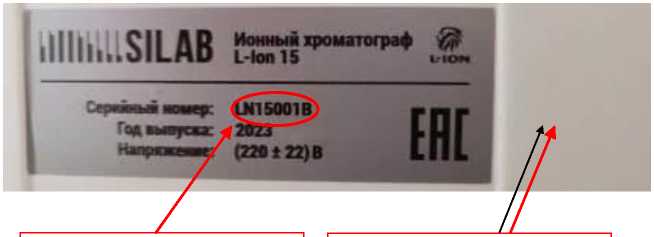 SILAB
Ионный хроматограф
L-Ion 15
L-ION
Серийный номер: LN15001B
Год выпуска: 2023
Напряжение: (220 ± 22) В
EAC